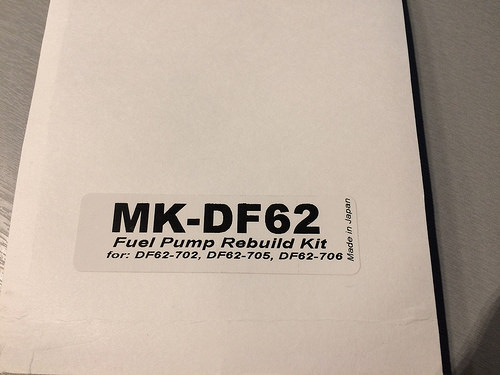 MK-DF62
Fuel Pump Rebuild Kit
for: DF62-702, DF62-705, DF62-706
Made in Japan